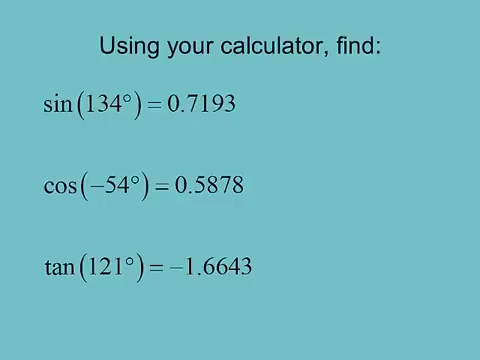 Using your calculator, find:
sin(134°) = 0.7193
cos(−54°) = 0.5878
tan(121°) = −1.6643